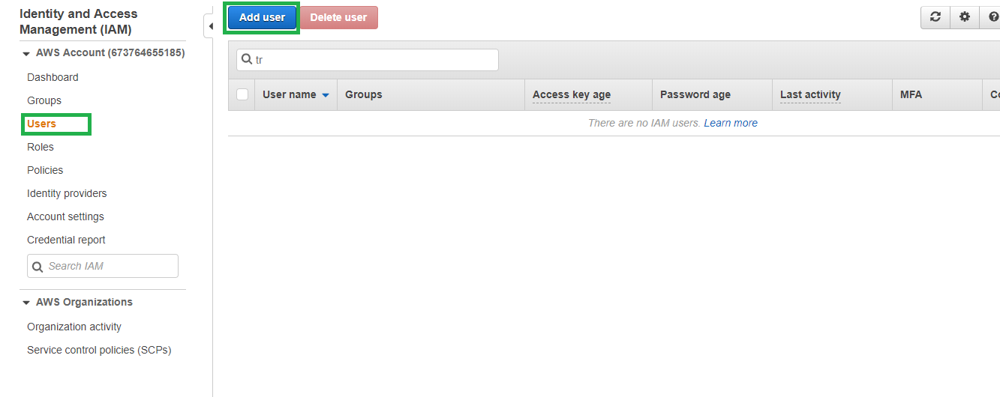 Identity and Access
Management (IAM)
AWS Account (673764655185)
Dashboard
Groups
Users
Roles
Policies
Identity providers
Account settings
Credential report
Search IAM
AWS Organizations
Organization activity
Service control policies (SCPs)
Add user Delete user
tr
User name Groups Access key age Password age Last activity MFA Co
There are no IAM users. Learn more